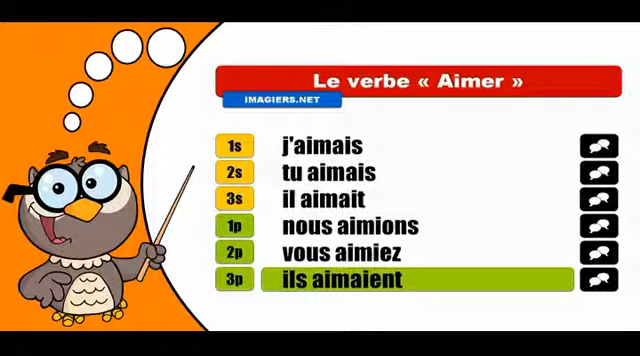 Le verbe « Aimer »
IMAGIERS.NET
1s j'aimais
2s tu aimais
3s il aimait
1p nous aimions
2p vous aimiez
3p ils aimaient